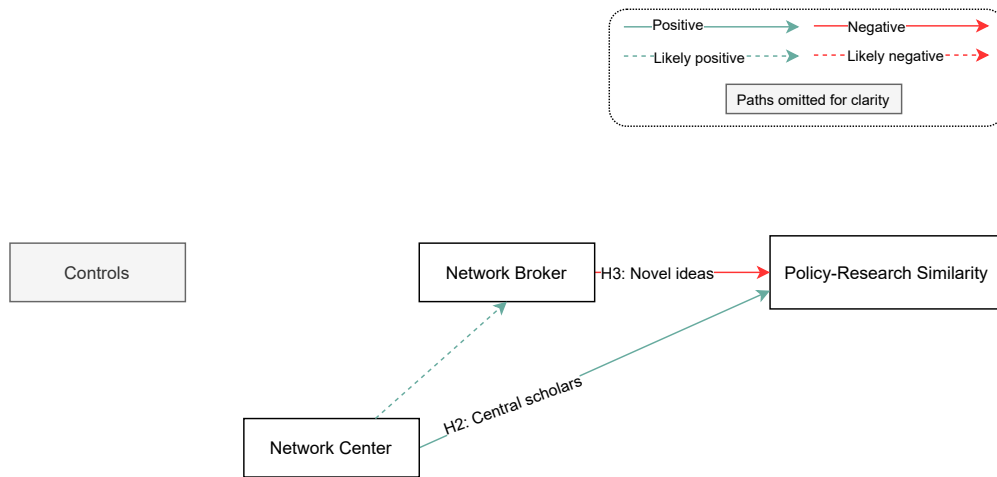 Positive
Negative
Likely positive
Likely negative
Paths omitted for clarity
Controls
Network Broker
H3: Novel ideas
Policy-Research Similarity
H2: Central scholars
Network Center